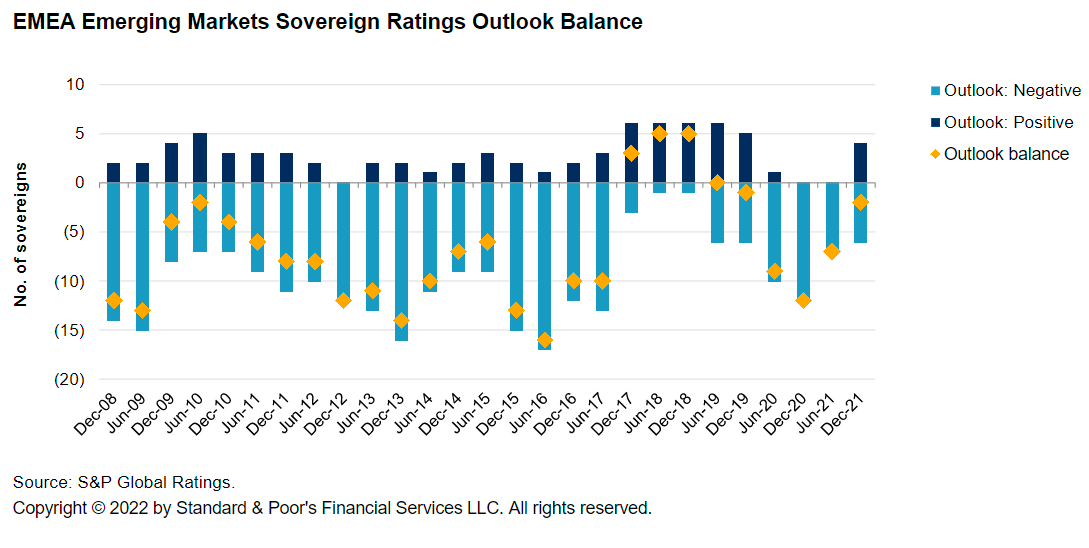 EMEA Emerging Markets Sovereign Ratings Outlook Balance
10
5
0
(5)
(10)
(15)
(20)
No. of sovereigns
Dec-08
Jun-09
Dec-09
Jun-10
Dec-10
Jun-11
Dec-11
Jun-12
Dec-12
Jun-13
Dec-13
Jun-14
Dec-14
Jun-15
Dec-15
Jun-16
Dec-16
Jun-17
Dec-17
Jun-18
Dec-18
Jun-19
Dec-19
Jun-20
Dec-20
Jun-21
Dec-21
Outlook: Negative
Outlook: Positive
Outlook balance
Source: S&P Global Ratings.
Copyright © 2022 by Standard & Poor's Financial Services LLC. All rights reserved.